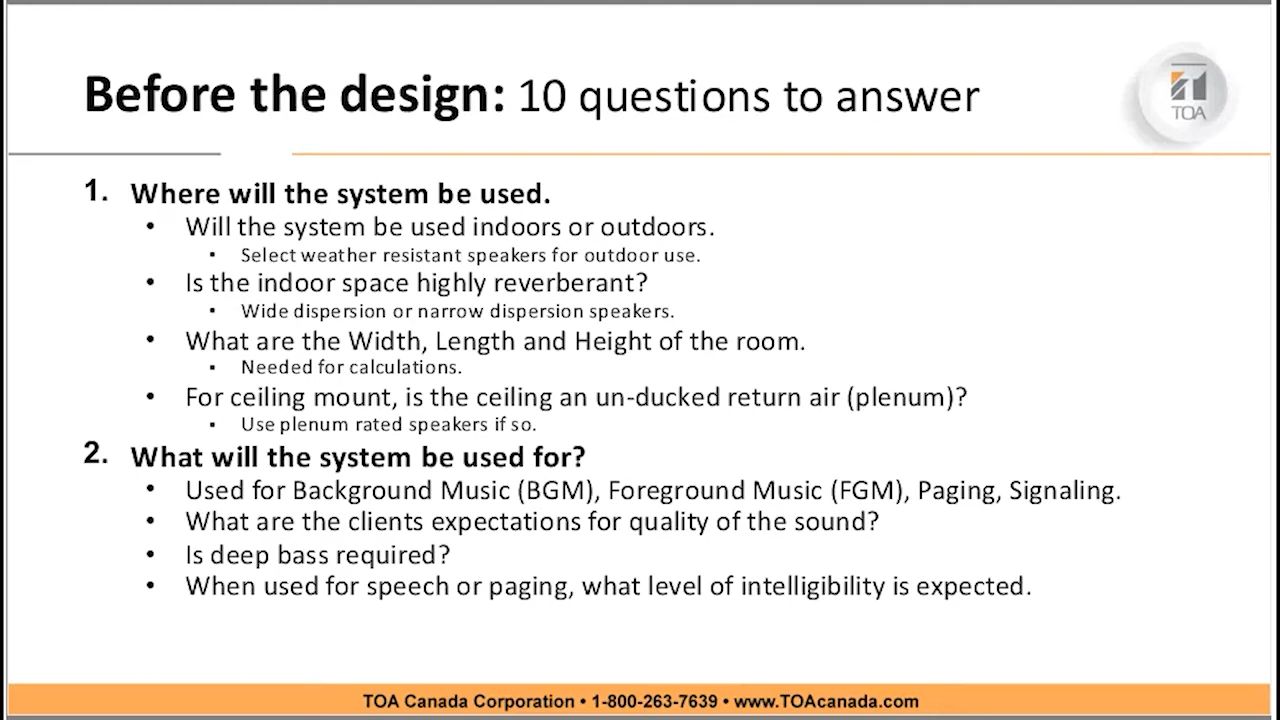 Before the design: 10 questions to answer
TOA
1. Where will the system be used.
• Will the system be used indoors or outdoors.
▪ Select weather resistant speakers for outdoor use.
• Is the indoor space highly reverberant?
▪ Wide dispersion or narrow dispersion speakers.
• What are the Width, Length and Height of the room.
▪ Needed for calculations.
• For ceiling mount, is the ceiling an un-ducked return air (plenum)?
▪ Use plenum rated speakers if so.
2. What will the system be used for?
• Used for Background Music (BGM), Foreground Music (FGM), Paging, Signaling.
• What are the clients expectations for quality of the sound?
• Is deep bass required?
• When used for speech or paging, what level of intelligibility is expected.
TOA Canada Corporation • 1-800-263-7639 • www.TOAcanada.com